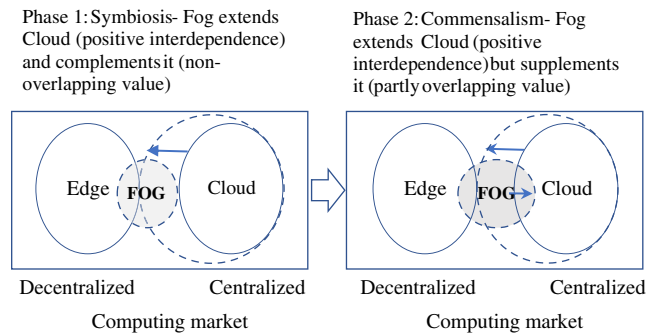 Phase 1: Symbiosis- Fog extends
Cloud (positive interdependence)
and complements it (non-
overlapping value)
Phase 2: Commensalism- Fog
extends Cloud (positive
interdependence) but supplements
it (partly overlapping value)
Edge FOG Cloud
Edge FOG Cloud
Decentralized Centralized
Computing market
Decentralized Centralized
Computing market